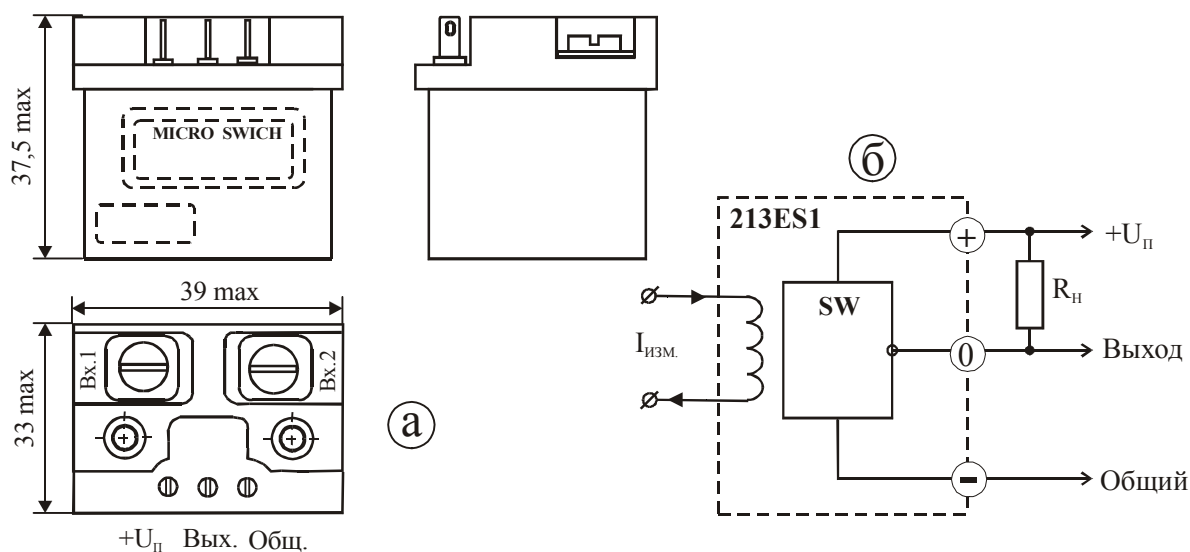 37,5 max
MICRO SWICH
39 max
33 max
Вх.1
Вх.2
+Uп Вых. Общ.
а
б
213ES1
SW
Iизм.
+
0
-
Rн
+Uп
Выход
Общий